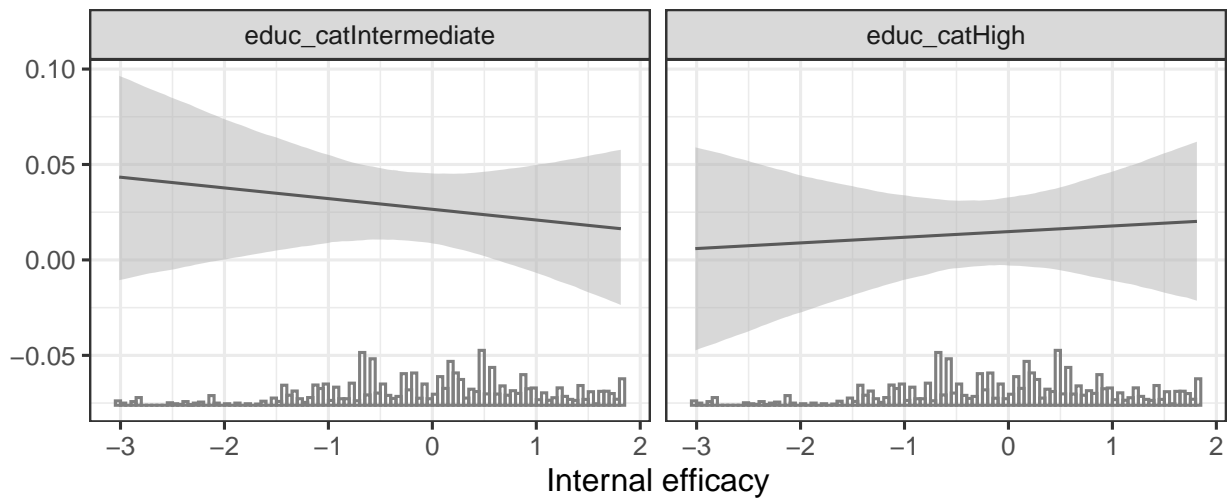 educ_catIntermediate educ_catHigh
0.10
0.05
0.00
−0.05
−3 −2 −1 0 1 2 −3 −2 −1 0 1 2
Internal efficacy